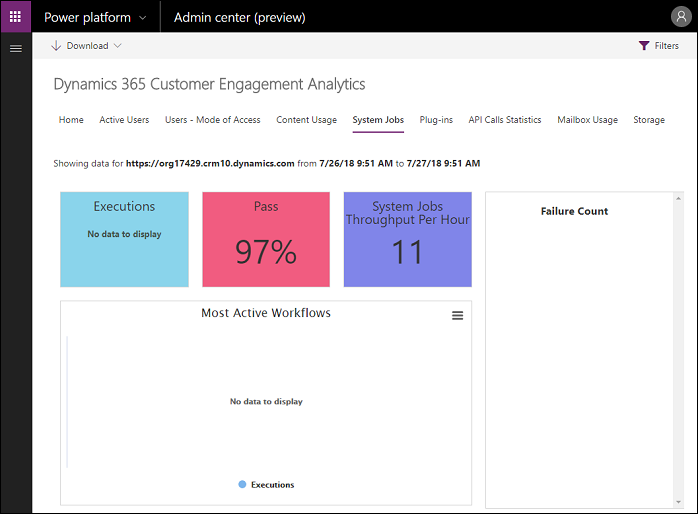 Power platform
Admin center (preview)
Download
Filters
Dynamics 365 Customer Engagement Analytics
Home Active Users Users - Mode of Access Content Usage System Jobs Plug-ins API Calls Statistics Mailbox Usage Storage
Showing data for https://org17429.crm10.dynamics.com from 7/26/18 9:51 AM to 7/27/18 9:51 AM
Executions
No data to display
Pass
97%
System Jobs
Throughput Per Hour
11
Failure Count
Most Active Workflows
No data to display
Executions